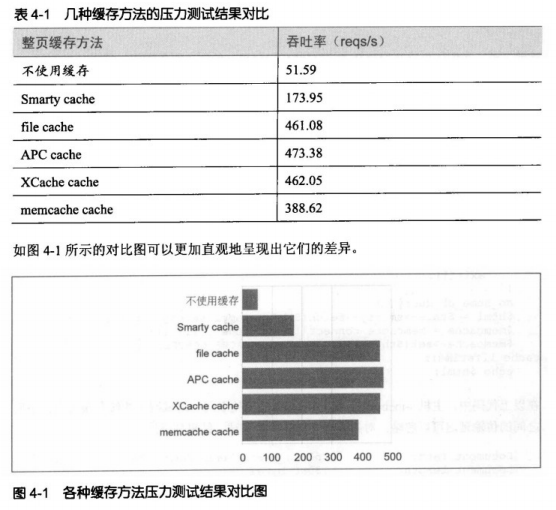 表 4-1 几种缓存方法的压力测试结果对比
整页缓存方法 吞吐率（reqs/s）
不使用缓存 51.59
Smarty cache 173.95
file cache 461.08
APC cache 473.38
XCache cache 462.05
memcache cache 388.62
如图 4-1 所示的对比图可以更加直观地呈现出它们的差异。
不使用缓存
Smarty cache
file cache
APC cache
XCache cache
memcache cache
0 100 200 300 400 500
图 4-1 各种缓存方法压力测试结果对比图